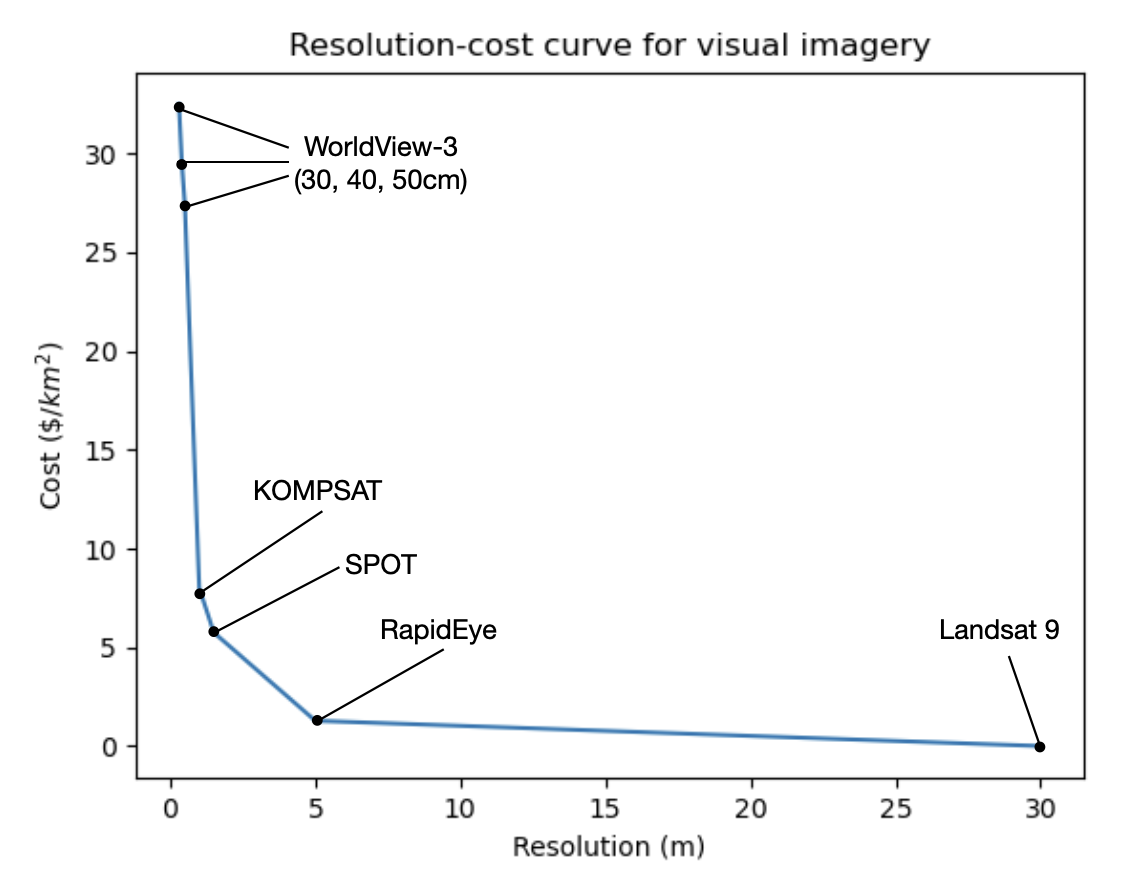 Resolution-cost curve for visual imagery
WorldView-3
(30, 40, 50cm)
30
25
20
15
10
5
0
Cost ($/km²)
KOMPSAT
SPOT
RapidEye
Landsat 9
0 5 10 15 20 25 30
Resolution (m)